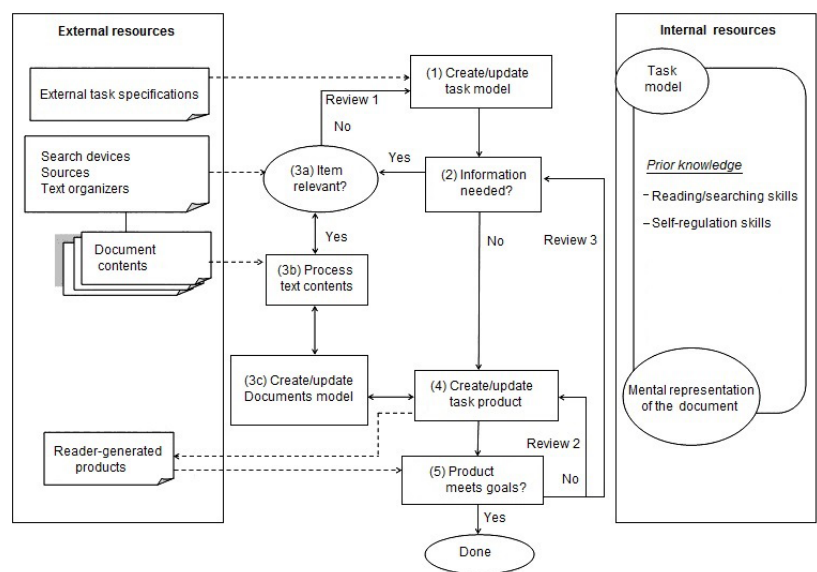 External resources
External task specifications
Search devices
Sources
Text organizers
Document
contents
Reader-generated
products
(1) Create/update
task model
Review 1
No
(3a) Item
relevant?
Yes
(2) Information
needed?
Yes
No
Review 3
(3b) Process
text contents
(3c) Create/update
Documents model
(4) Create/update
task product
Review 2
No
(5) Product
meets goals?
Yes
Done
Internal resources
Task
model
Prior knowledge
– Reading/searching skills
– Self-regulation skills
Mental representation
of the document